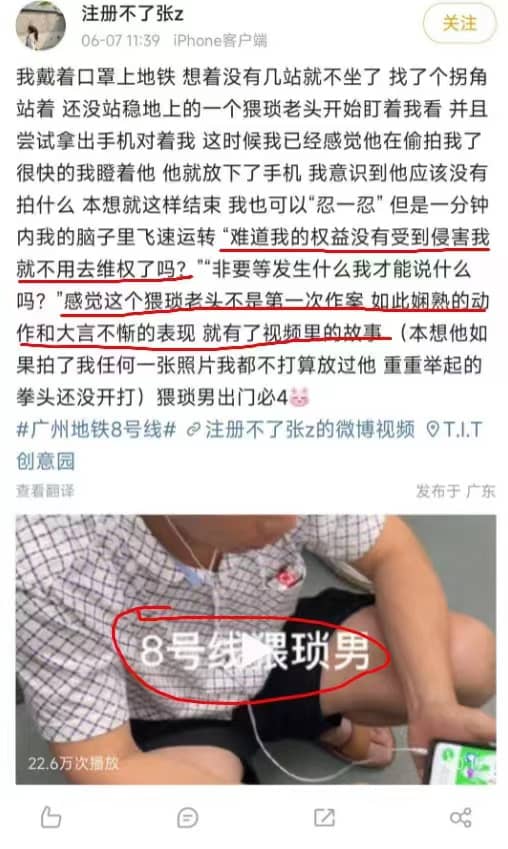 注册不了张z
06-07 11:39 iPhone客户端
关注
我戴着口罩上地铁 想着没有几站就不坐了 找了个拐角
站着 还没站稳地上的一个猥琐老头开始盯着我看 并且
尝试拿出手机对着我 这时候我已经感觉他在偷拍我了
很快的我瞪着他 他就放下了手机 我意识到他应该没有
拍什么 本想就这样结束 我也可以“忍一忍” 但是一分钟
内我的脑子里飞速运转 “难道我的权益没有受到侵害我
就不用去维权了吗？”“非要等发生什么我才能说什么
吗？”感觉这个猥琐老头不是第一次作案 如此娴熟的动
作和大言不惭的表现 就有了视频里的故事（本想他如
果拍了我任何一张照片我都不打算放过他 重重举起的
拳头还没开打）猥琐男出门必4
#广州地铁8号线# 注册不了张z的微博视频 T.I.T
创意园
查看翻译
发布于 广东
8号线猥琐男
22.6万次播放